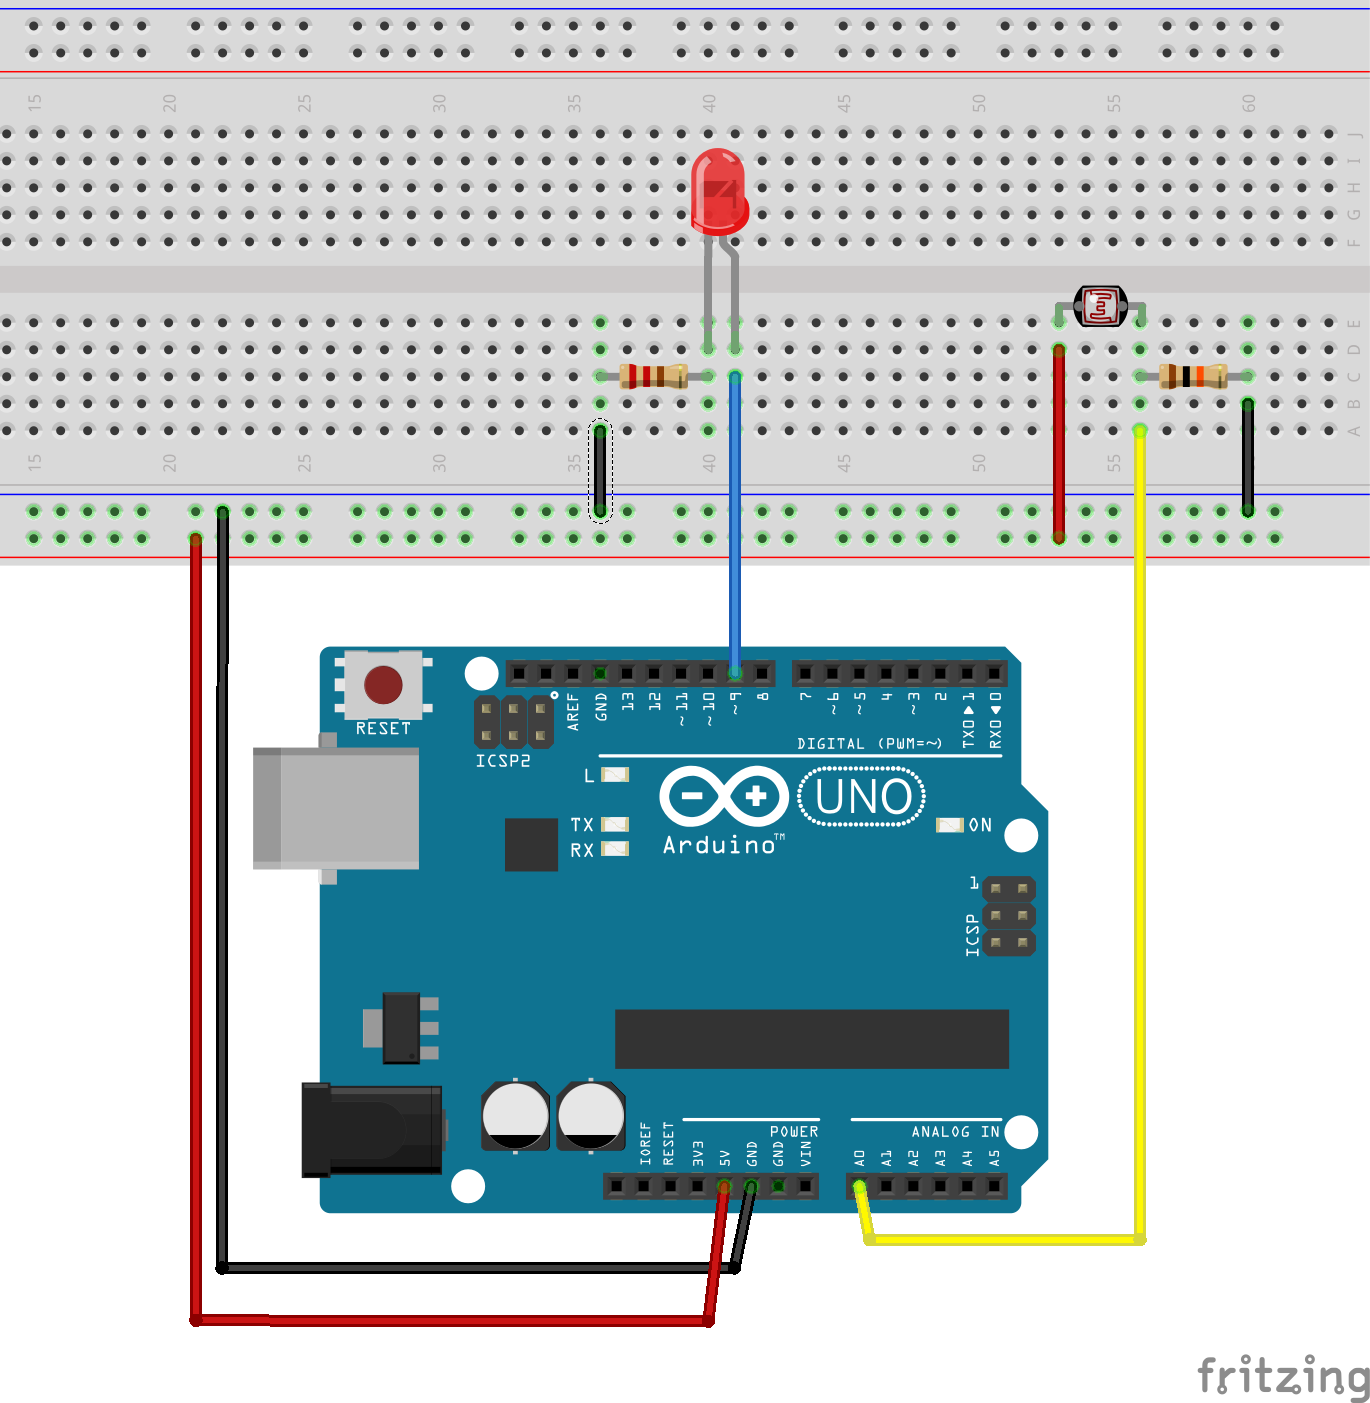 15 20 25 30 35 40 45 50 55 60
J
I
H
G
F
E
D
C
B
A
15 20 25 30 35 40 45 50 55
RESET
ICSP2
AREF
GND
13
12
~11
~10
~9
8
7
~6
~5
4
~3
2
TX0▶1
RX0◀0
DIGITAL (PWM=~)
L
TX
RX
Arduino™
UNO
ON
1
ICSP
IOREF
RESET
3V3
5V
GND
GND
VIN
POWER
ANALOG IN
A0
A1
A2
A3
A4
A5
fritzing